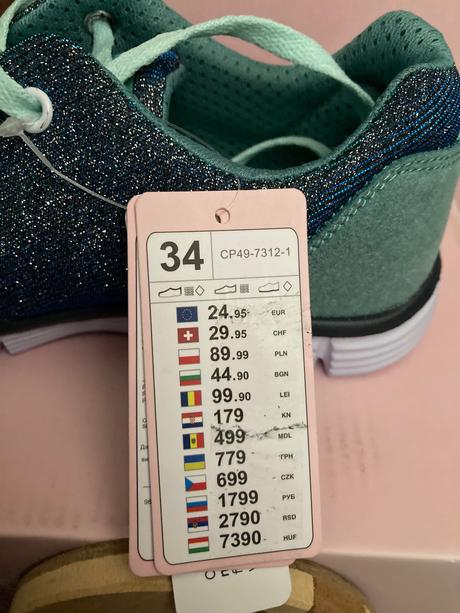 34 CP49-7312-1
24.95 EUR
29.95 CHF
89.99 PLN
44.90 BGN
99.90 LEI
179 KN
499 MDL
779 ГРН
699 CZK
1799 РУБ
2790 RSD
7390 HUF